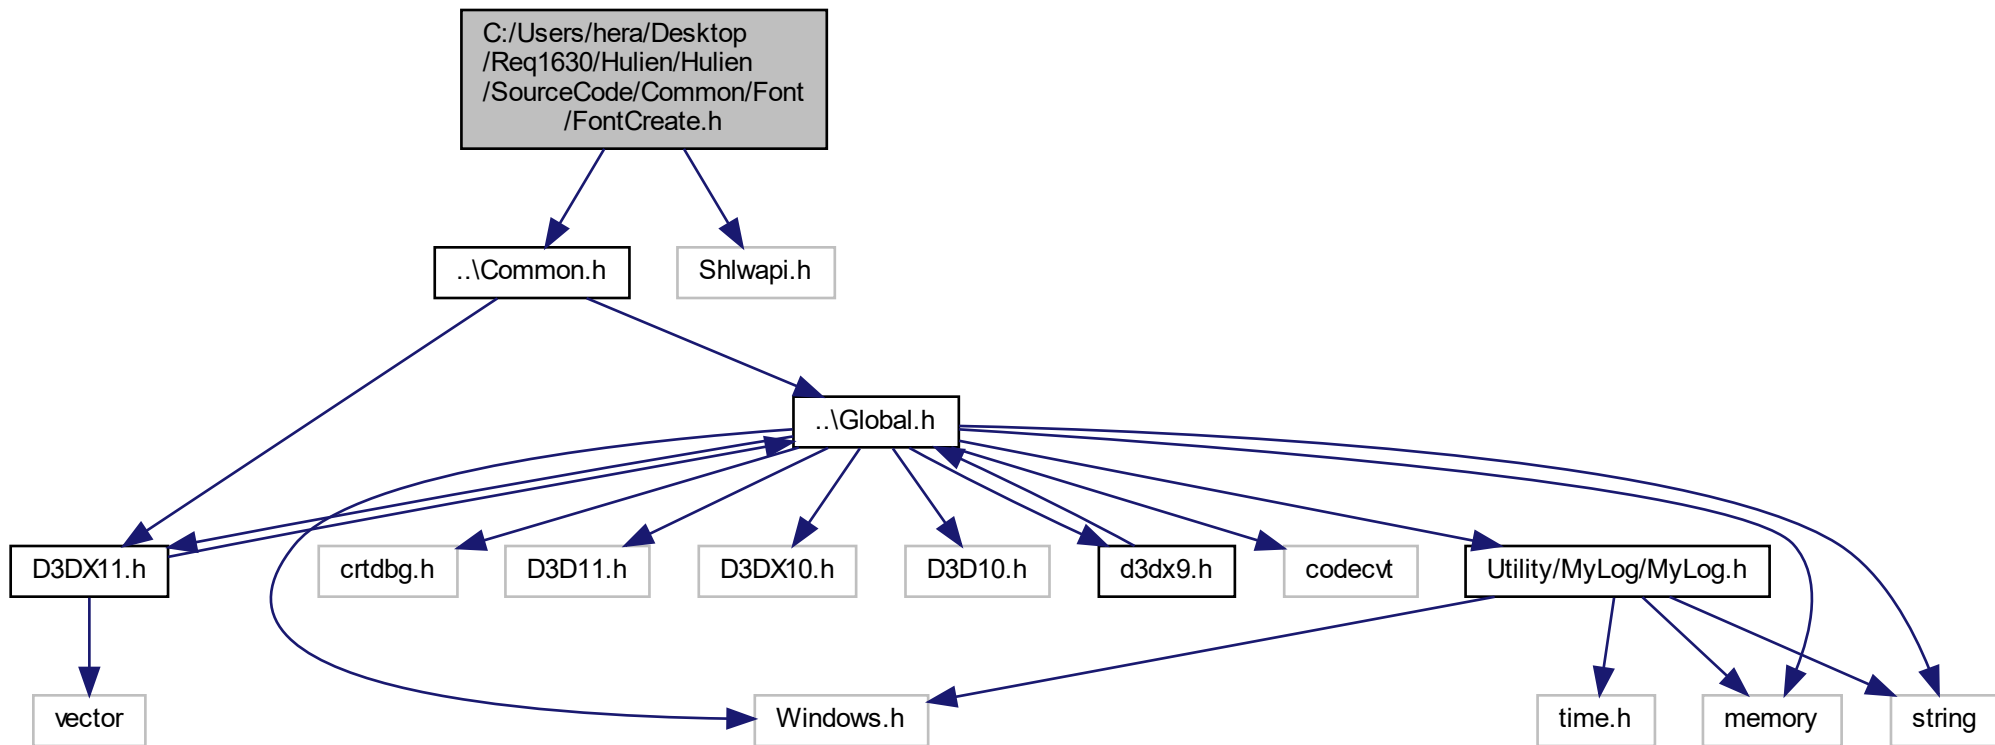 C:/Users/hera/Desktop
/Req1630/Hulien/Hulien
/SourceCode/Common/Font
/FontCreate.h
..\Common.h
Shlwapi.h
..\Global.h
D3DX11.h
crtdbg.h
D3D11.h
D3DX10.h
D3D10.h
d3dx9.h
codecvt
Utility/MyLog/MyLog.h
vector
Windows.h
time.h
memory
string